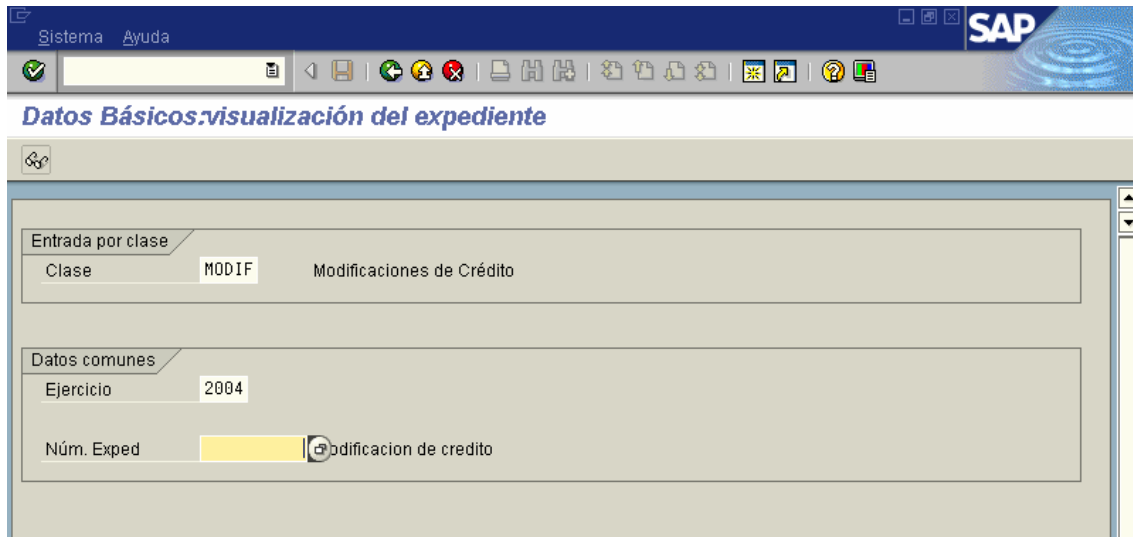 Sistema Ayuda
SAP
Datos Básicos:visualización del expediente
Entrada por clase
Clase MODIF Modificaciones de Crédito
Datos comunes
Ejercicio 2004
Núm. Exped odificacion de credito